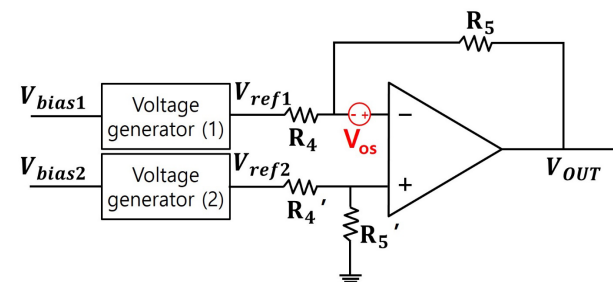 R5
Vbias1
Voltage generator (1)
Vref1
R4
- +
Vos
−
Vbias2
Voltage generator (2)
Vref2
R4′
+
R5′
VOUT